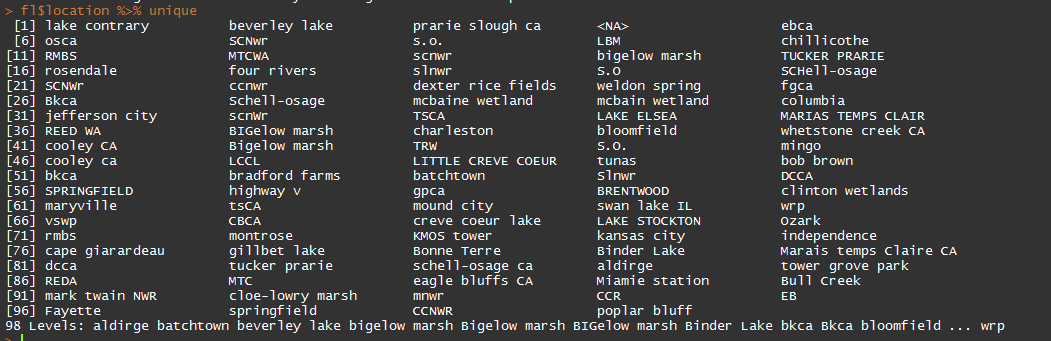 > fl$location %>% unique
[1] lake contrary beverley lake prarie slough ca <NA> ebca
[6] osca SCNwr s.o. LBM chillicothe
[11] RMBS MTCWA scnwr bigelow marsh TUCKER PRARIE
[16] rosendale four rivers slnwr S.O SCHell-osage
[21] SCNWr ccnwr dexter rice fields weldon spring fgca
[26] Bkca Schell-osage mcbaine wetland mcbain wetland columbia
[31] jefferson city scnWr TSCA LAKE ELSEA MARIAS TEMPS CLAIR
[36] REED WA BIGelow marsh charleston bloomfield whetstone creek CA
[41] cooley CA Bigelow marsh TRW S.O. mingo
[46] cooley ca LCCL LITTLE CREVE COEUR tunas bob brown
[51] bkca bradford farms batchtown Slnwr DCCA
[56] SPRINGFIELD highway v gpca BRENTWOOD clinton wetlands
[61] maryville tsCA mound city swan lake IL wrp
[66] vswp CBCA creve coeur lake LAKE STOCKTON Ozark
[71] rmbs montrose KMOS tower kansas city independence
[76] cape giarardeau gillbet lake Bonne Terre Binder Lake Marais temps Claire CA
[81] dcca tucker prarie schell-osage ca aldirge tower grove park
[86] REDA MTC eagle bluffs CA Miamie station Bull Creek
[91] mark twain NWR cloe-lowry marsh mnwr CCR EB
[96] Fayette springfield CCNWR poplar bluff
98 Levels: aldirge batchtown beverley lake bigelow marsh Bigelow marsh BIGelow marsh Binder Lake bkca Bkca bloomfield ... wrp
>